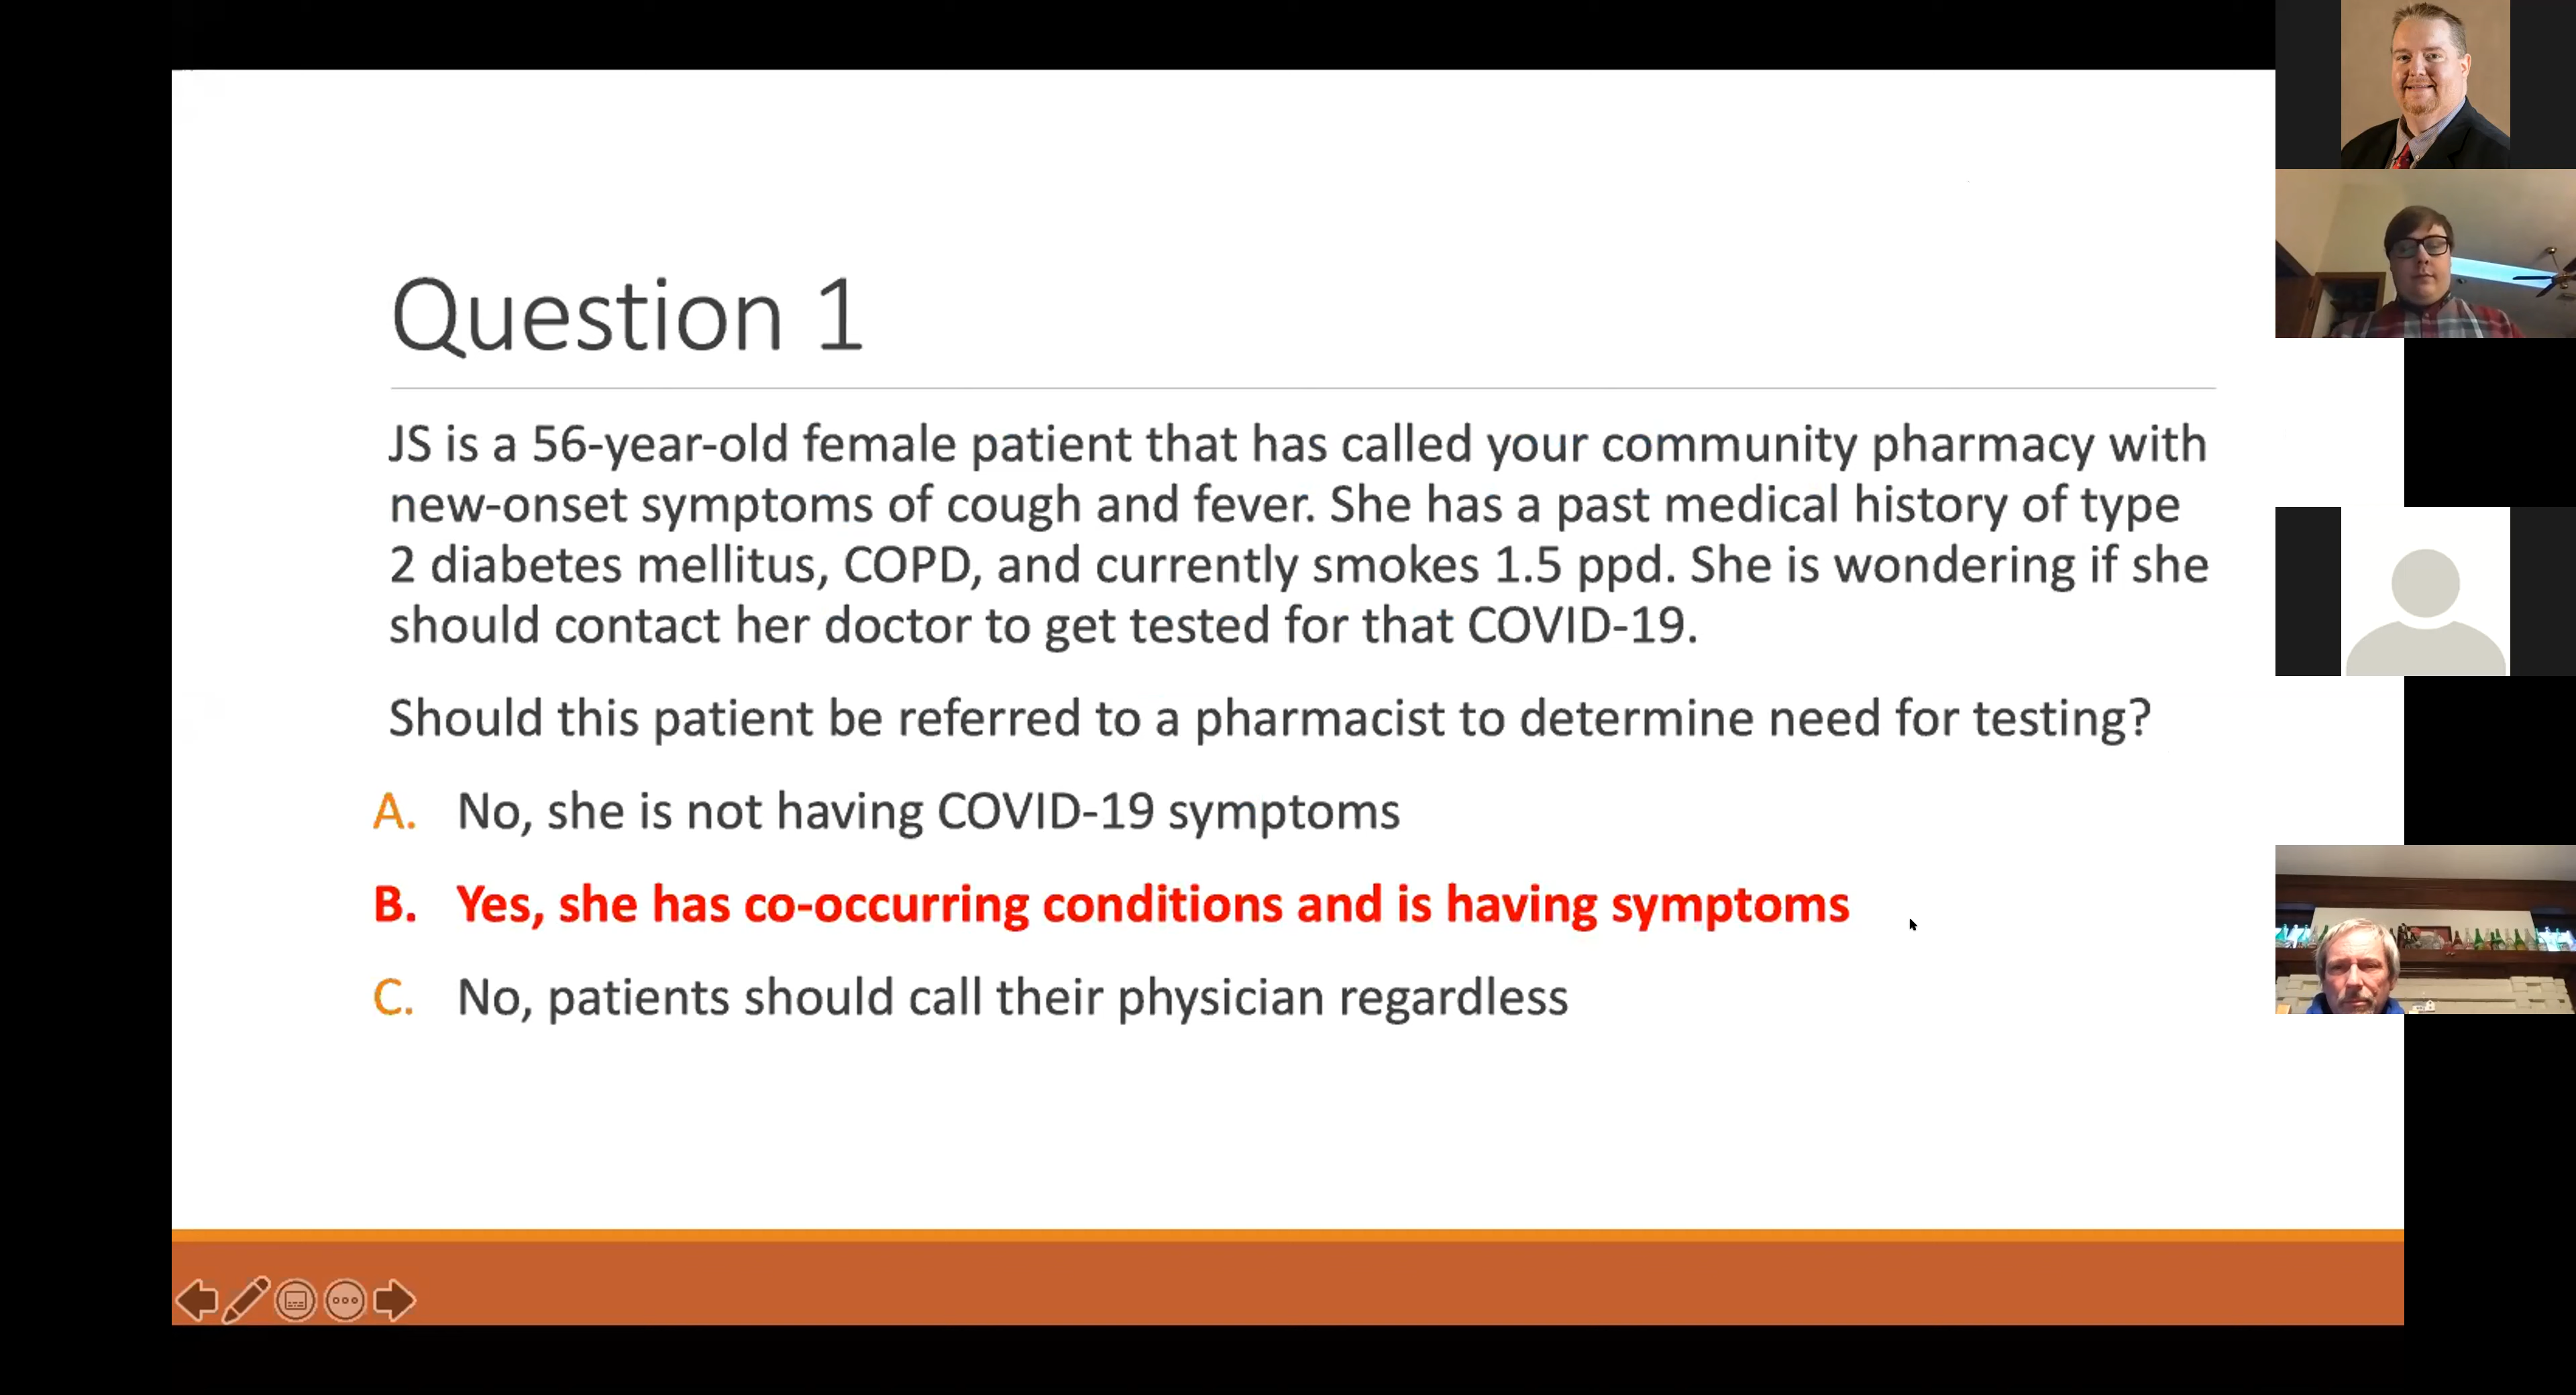 Question 1
JS is a 56-year-old female patient that has called your community pharmacy with
new-onset symptoms of cough and fever. She has a past medical history of type
2 diabetes mellitus, COPD, and currently smokes 1.5 ppd. She is wondering if she
should contact her doctor to get tested for that COVID-19.
Should this patient be referred to a pharmacist to determine need for testing?
A. No, she is not having COVID-19 symptoms
B. Yes, she has co-occurring conditions and is having symptoms
C. No, patients should call their physician regardless